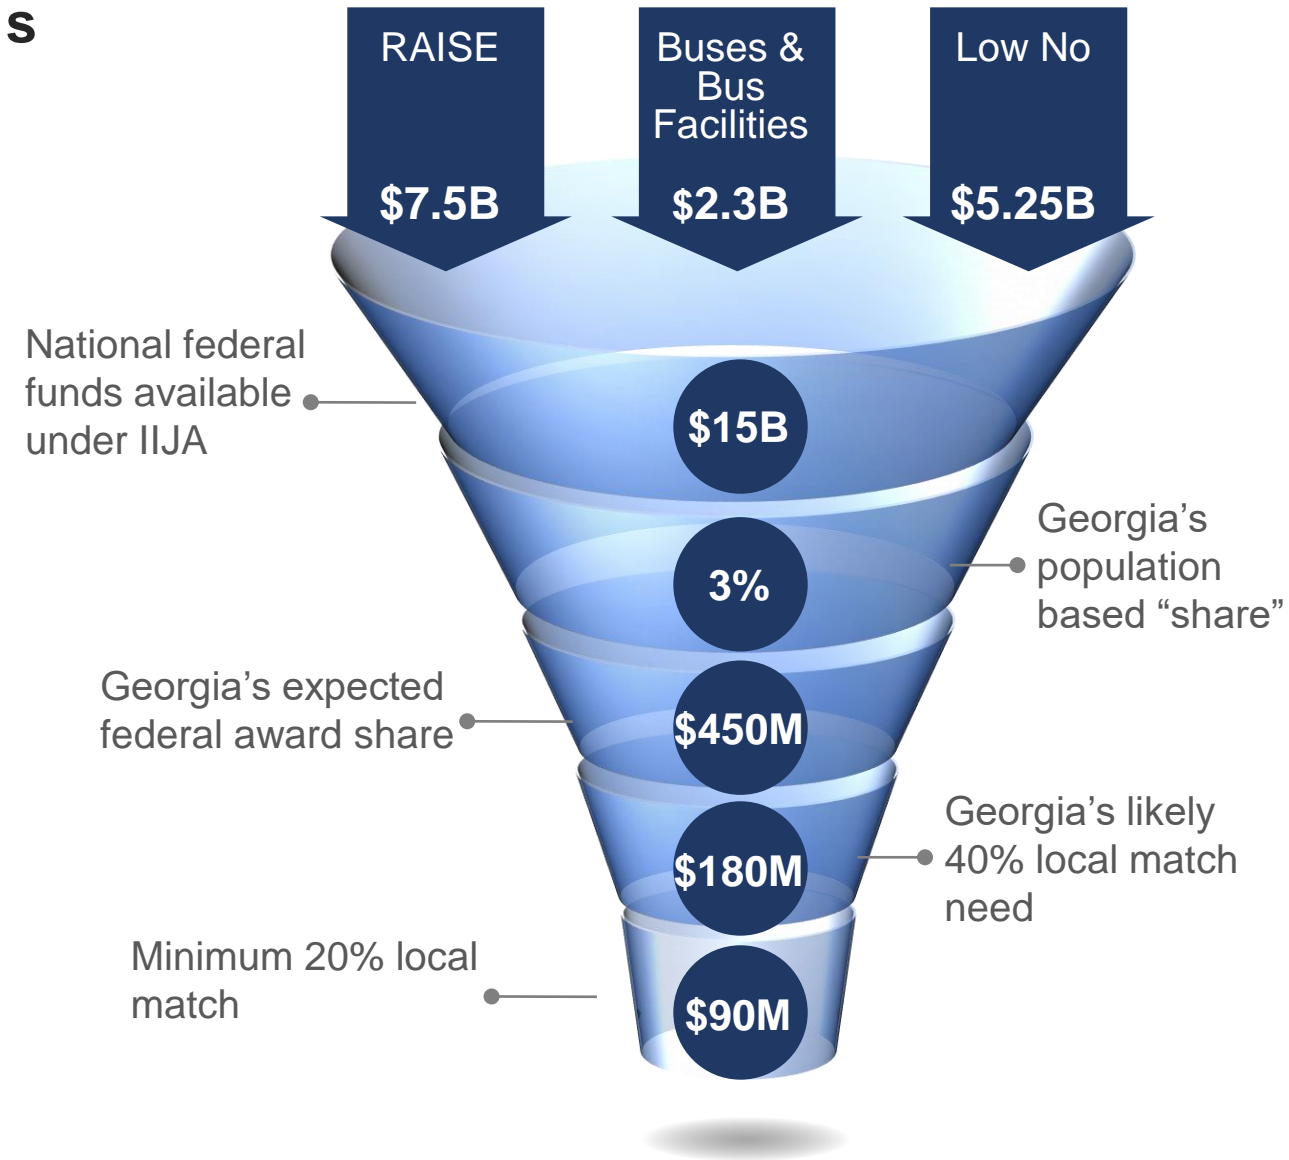 s
RAISE
$7.5B
Buses &
Bus
Facilities
$2.3B
Low No
$5.25B
National federal
funds available
under IIJA
$15B
3%
Georgia’s
population
based “share”
Georgia’s expected
federal award share
$450M
$180M
Georgia’s likely
40% local match
need
Minimum 20% local
match
$90M